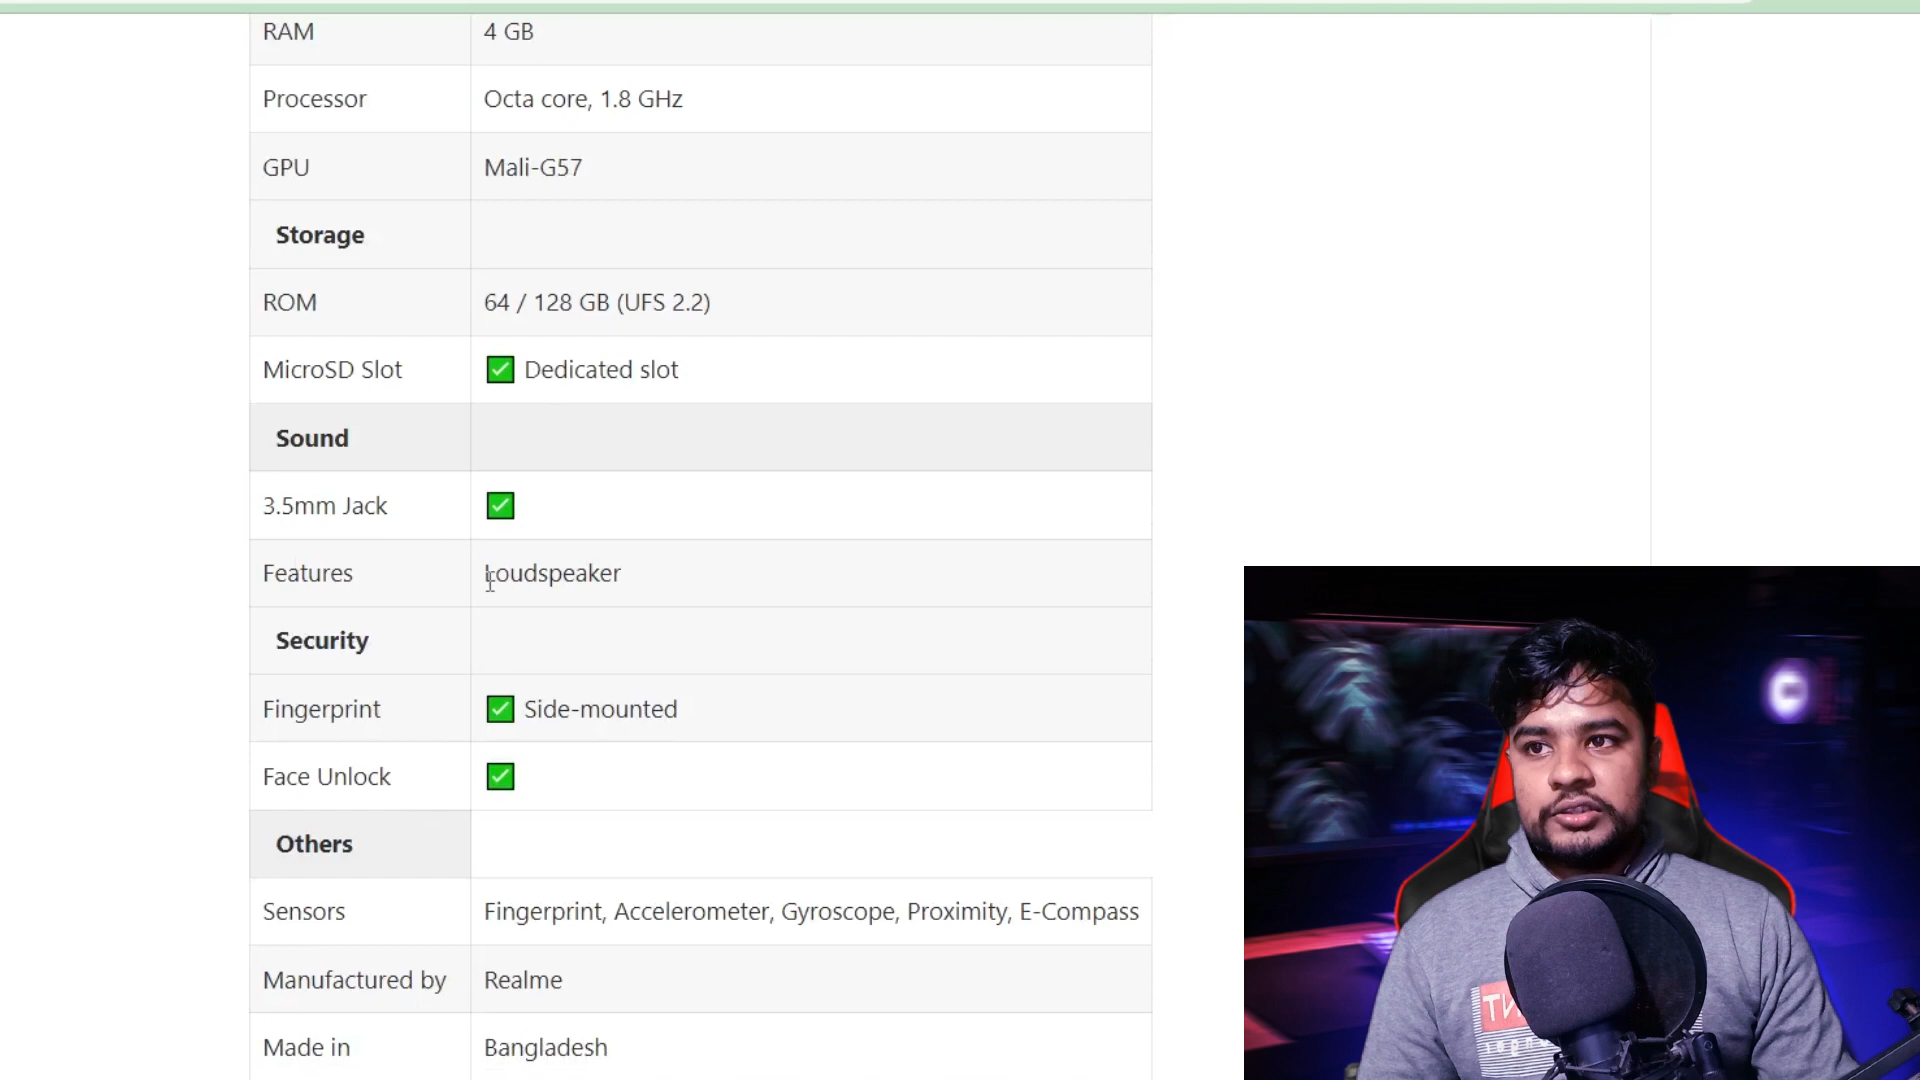 RAM 4 GB
Processor Octa core, 1.8 GHz
GPU Mali-G57
Storage
ROM 64 / 128 GB (UFS 2.2)
MicroSD Slot ✅ Dedicated slot
Sound
3.5mm Jack ✅
Features Loudspeaker
Security
Fingerprint ✅ Side-mounted
Face Unlock ✅
Others
Sensors Fingerprint, Accelerometer, Gyroscope, Proximity, E-Compass
Manufactured by Realme
Made in Bangladesh